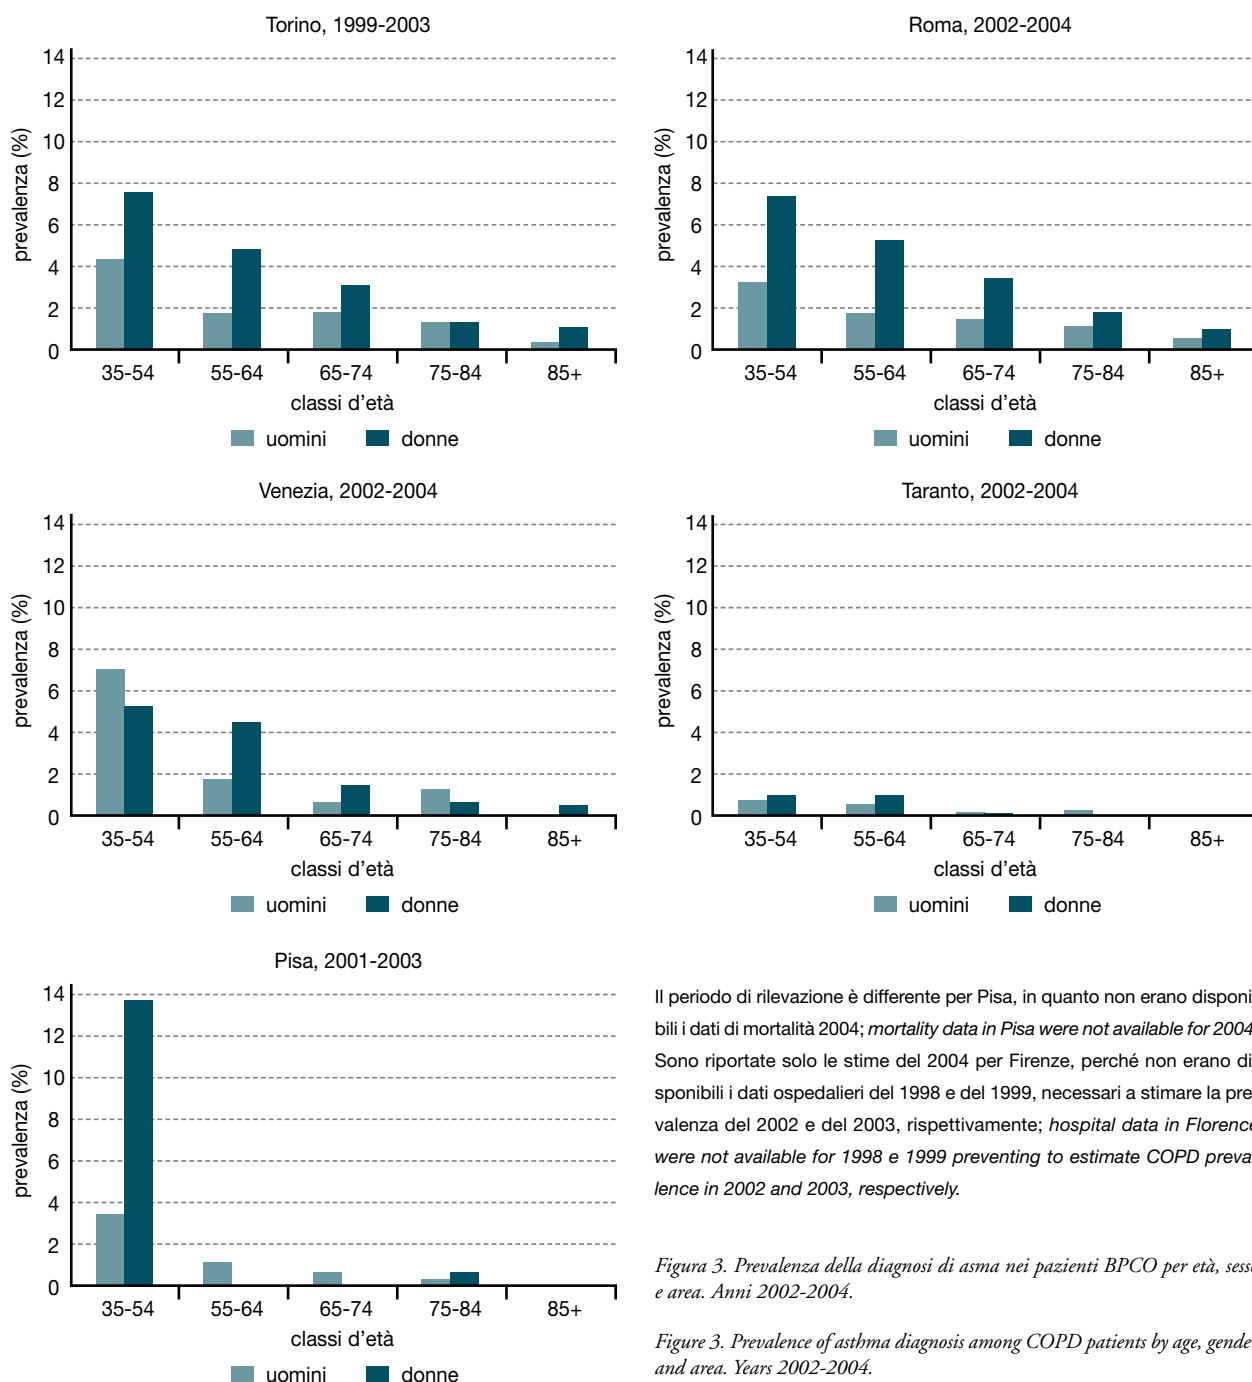 Torino, 1999-2003
prevalenza (%)
14
12
10
8
6
4
2
0
35-54 55-64 65-74 75-84 85+
classi d'età
uomini donne
Roma, 2002-2004
prevalenza (%)
14
12
10
8
6
4
2
0
35-54 55-64 65-74 75-84 85+
classi d'età
uomini donne
Venezia, 2002-2004
prevalenza (%)
14
12
10
8
6
4
2
0
35-54 55-64 65-74 75-84 85+
classi d'età
uomini donne
Taranto, 2002-2004
prevalenza (%)
14
12
10
8
6
4
2
0
35-54 55-64 65-74 75-84 85+
classi d'età
uomini donne
Pisa, 2001-2003
prevalenza (%)
14
12
10
8
6
4
2
0
35-54 55-64 65-74 75-84 85+
classi d'età
uomini donne
Il periodo di rilevazione è differente per Pisa, in quanto non erano disponi
bili i dati di mortalità 2004; mortality data in Pisa were not available for 2004
Sono riportate solo le stime del 2004 per Firenze, perché non erano di
sponibili i dati ospedalieri del 1998 e del 1999, necessari a stimare la pre
valenza del 2002 e del 2003, rispettivamente; hospital data in Florence
were not available for 1998 e 1999 preventing to estimate COPD preva
lence in 2002 and 2003, respectively.
Figura 3. Prevalenza della diagnosi di asma nei pazienti BPCO per età, sesso
e area. Anni 2002-2004.
Figure 3. Prevalence of asthma diagnosis among COPD patients by age, gender
and area. Years 2002-2004.